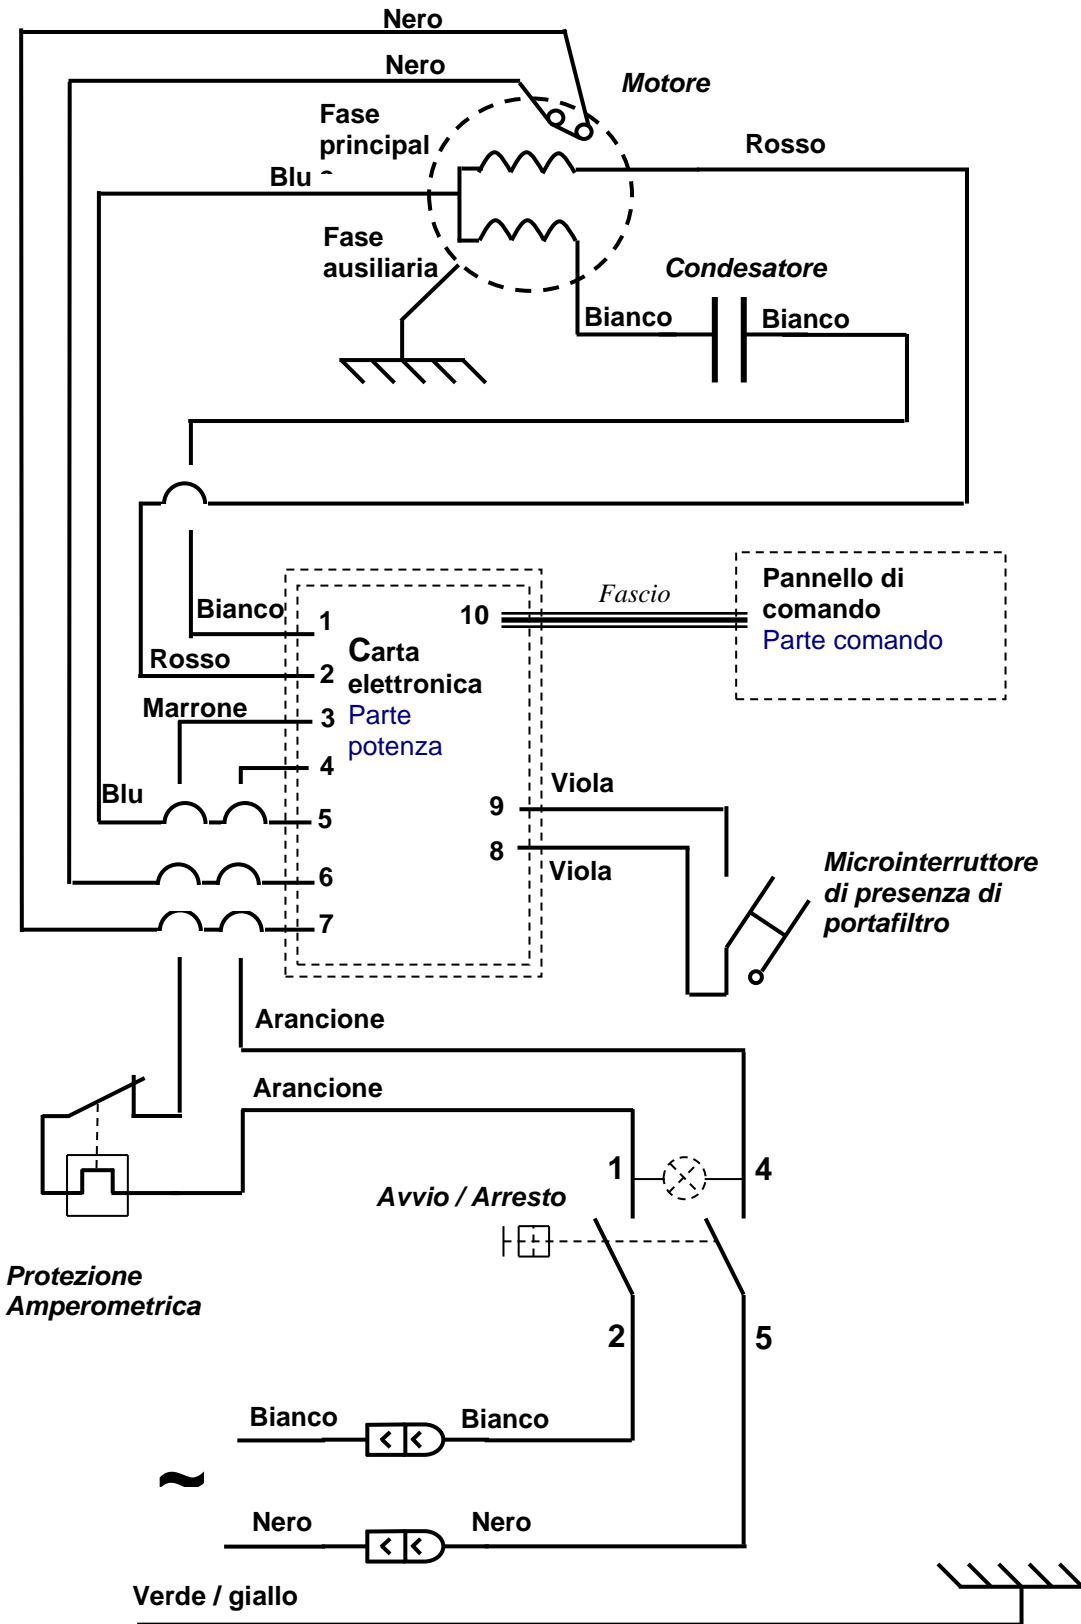 Nero
Nero
Motore
Fase
principal
Rosso
Blu
Fase
ausiliaria
Condesatore
Bianco
Bianco
Bianco
1
10
Fascio
Pannello di
comando
Parte comando
Carta
elettronica
Parte
potenza
Rosso
2
Marrone
3
4
Blu
5
9
Viola
8
Viola
6
7
Microinterruttore
di presenza di
portafiltro
Arancione
Arancione
1
4
Avvio / Arresto
Protezione
Amperometrica
2
5
Bianco
Bianco
~
Nero
Nero
Verde / giallo